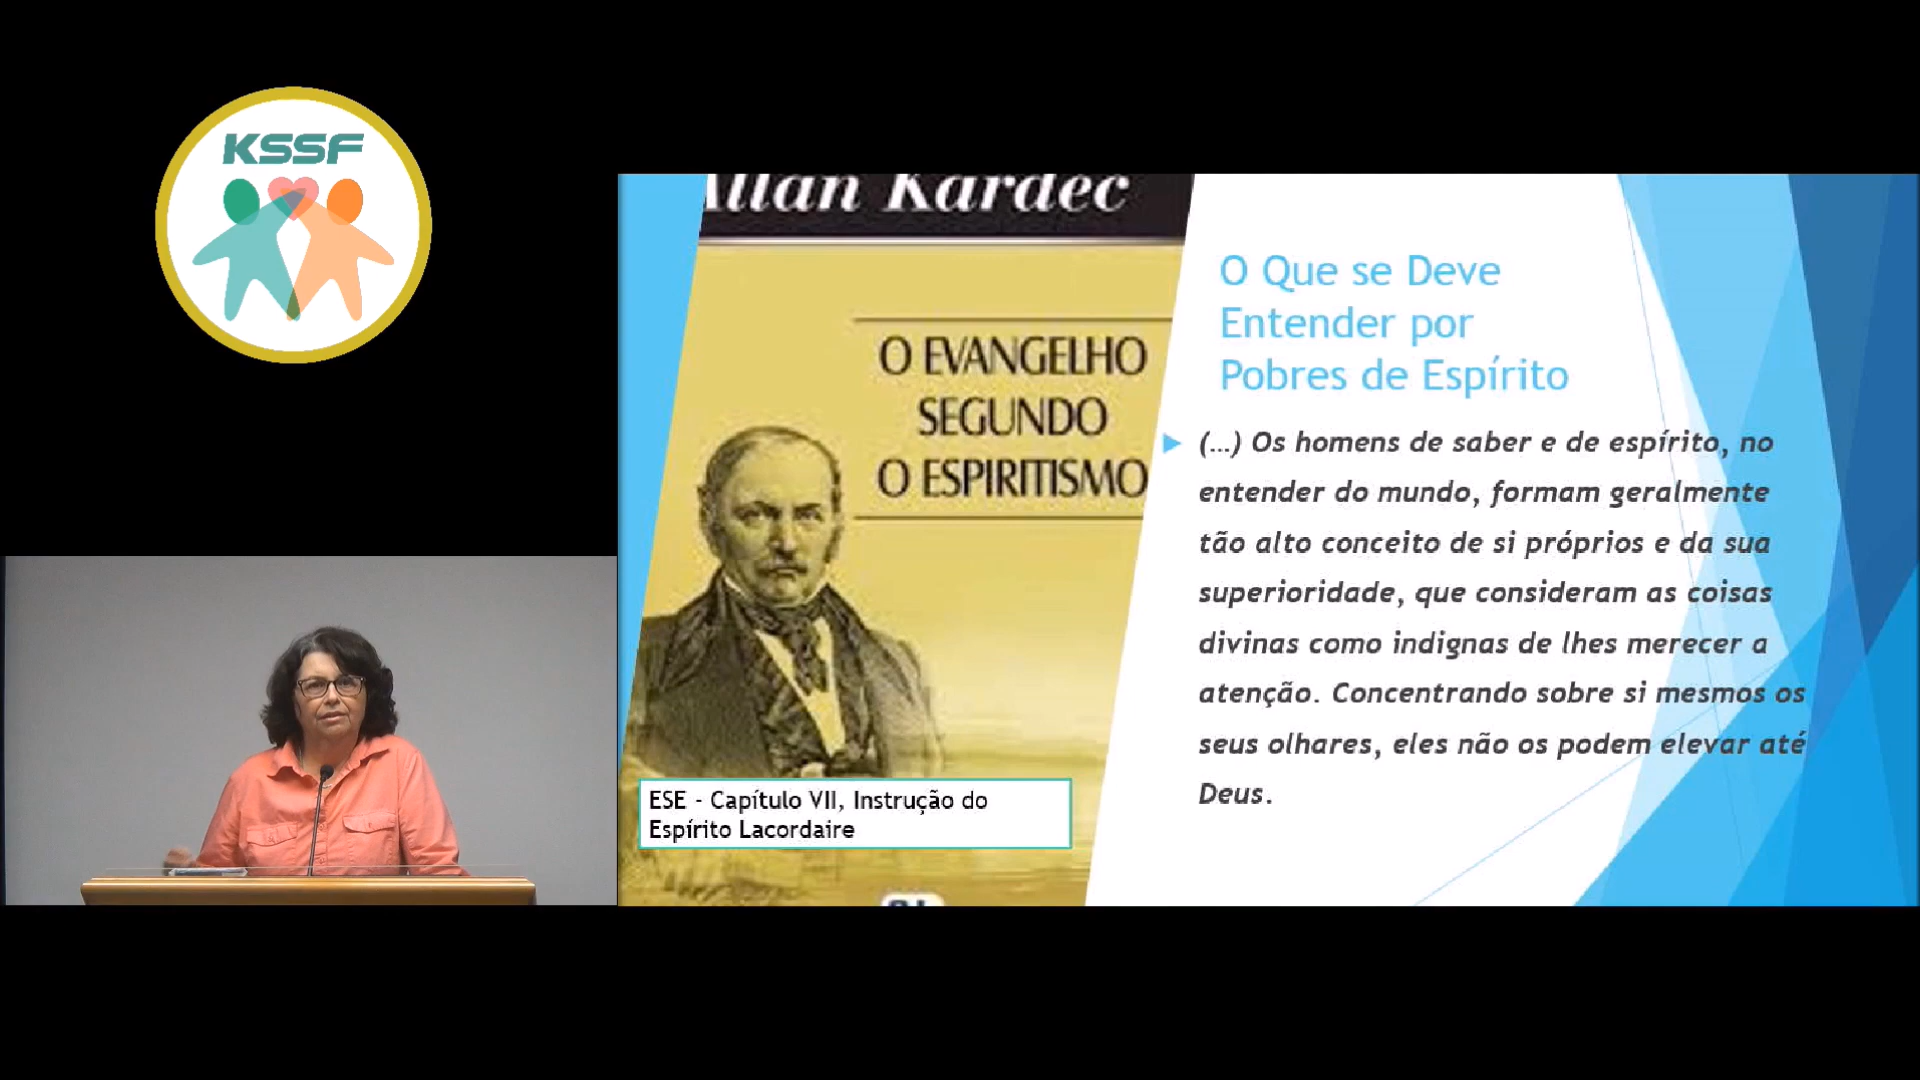 KSSF
Allan Kardec
O EVANGELHO
SEGUNDO
O ESPIRITISMO
ESE - Capítulo VII, Instrução do
Espírito Lacordaire
O Que se Deve
Entender por
Pobres de Espírito
(…) Os homens de saber e de espírito, no
entender do mundo, formam geralmente
tão alto conceito de si próprios e da sua
superioridade, que consideram as coisas
divinas como indignas de lhes merecer a
atenção. Concentrando sobre si mesmos os
seus olhares, eles não os podem elevar até
Deus.